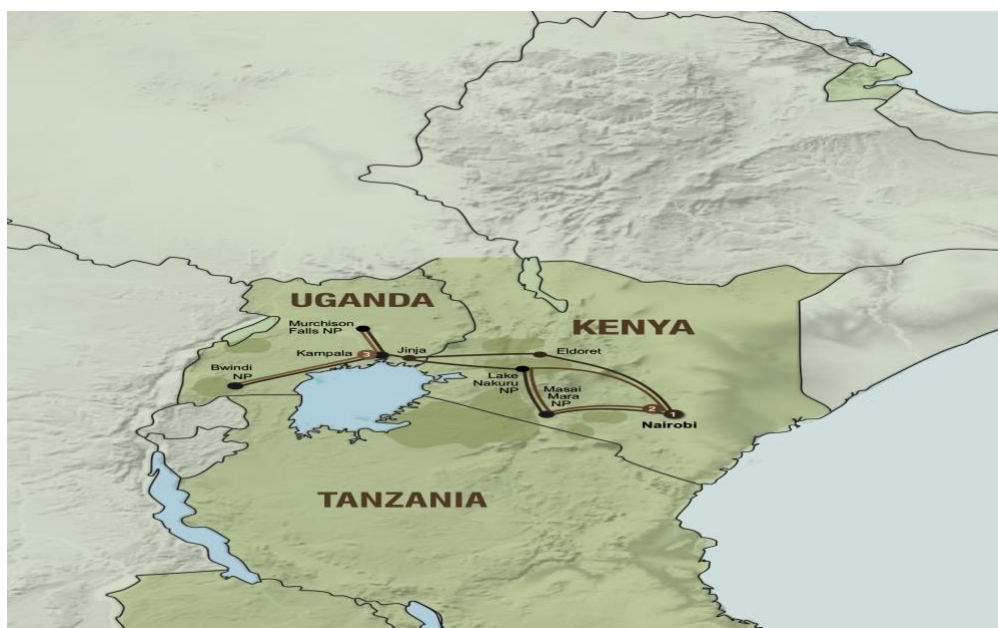 UGANDA
KENYA
Murchison
Falls NP
Kampala
3
Jinja
Eldoret
Bwindi
NP
Lake
Nakuru
NP
Masai
Mara
NP
2
1
Nairobi
TANZANIA